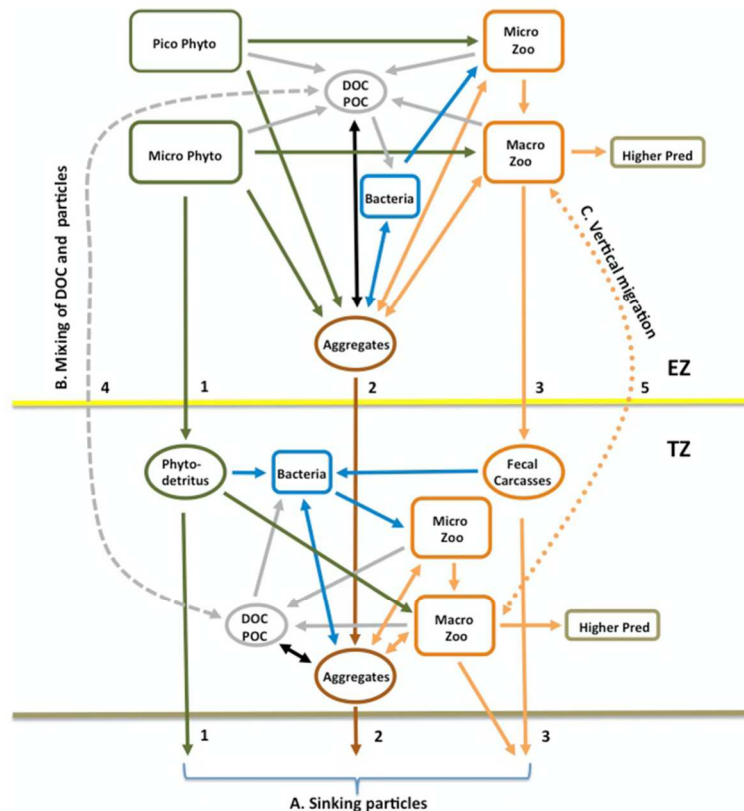 Pico Phyto
Micro
Zoo
DOC
POC
Micro Phyto
Macro
Zoo
Higher Pred
Bacteria
B. Mixing of DOC and particles
C. Vertical migration
Aggregates
EZ
4
1
2
3
5
TZ
Phyto-
detritus
Bacteria
Fecal
Carcasses
Micro
Zoo
DOC
POC
Macro
Zoo
Higher Pred
Aggregates
1
2
3
A. Sinking particles